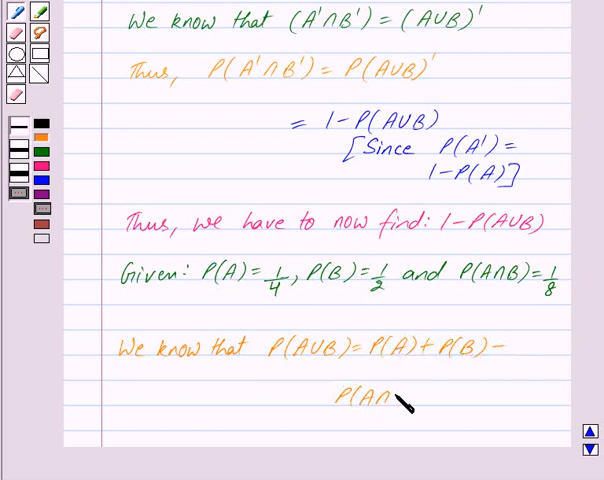 We know that (A'∩B') = (A∪B)'
Thus, P(A'∩B') = P(A∪B)'
= 1-P(A∪B)
[Since P(A') =
1-P(A)]
Thus, we have to now find: 1-P(A∪B)
Given: P(A) = 1/4, P(B) = 1/2 and P(A∩B) = 1/8
We know that P(A∪B) = P(A) + P(B) -
P(A∩